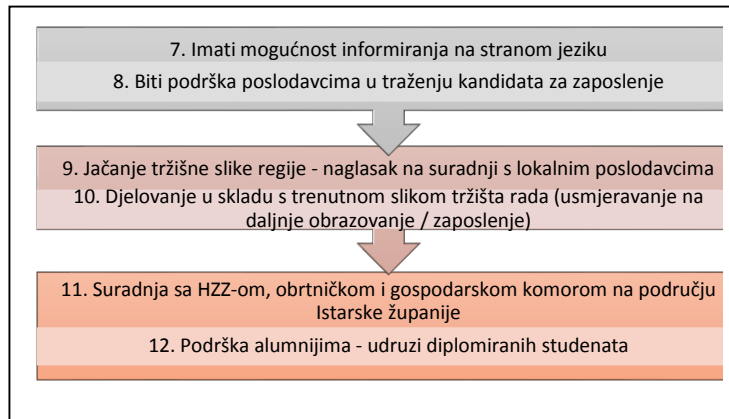 7. Imati mogućnost informiranja na stranom jeziku
8. Biti podrška poslodavcima u traženju kandidata za zaposlenje
9. Jačanje tržišne slike regije - naglasak na suradnji s lokalnim poslodavcima
10. Djelovanje u skladu s trenutnom slikom tržišta rada (usmjeravanje na
daljnje obrazovanje / zaposlenje)
11. Suradnja sa HZZ-om, obrtničkom i gospodarskom komorom na području
Istarske županije
12. Podrška alumnijima - udruzi diplomiranih studenata